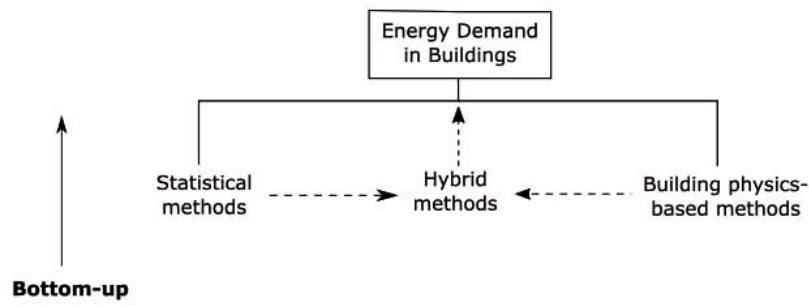 Energy Demand
in Buildings
Statistical
methods
Hybrid
methods
Building physics-
based methods
Bottom-up